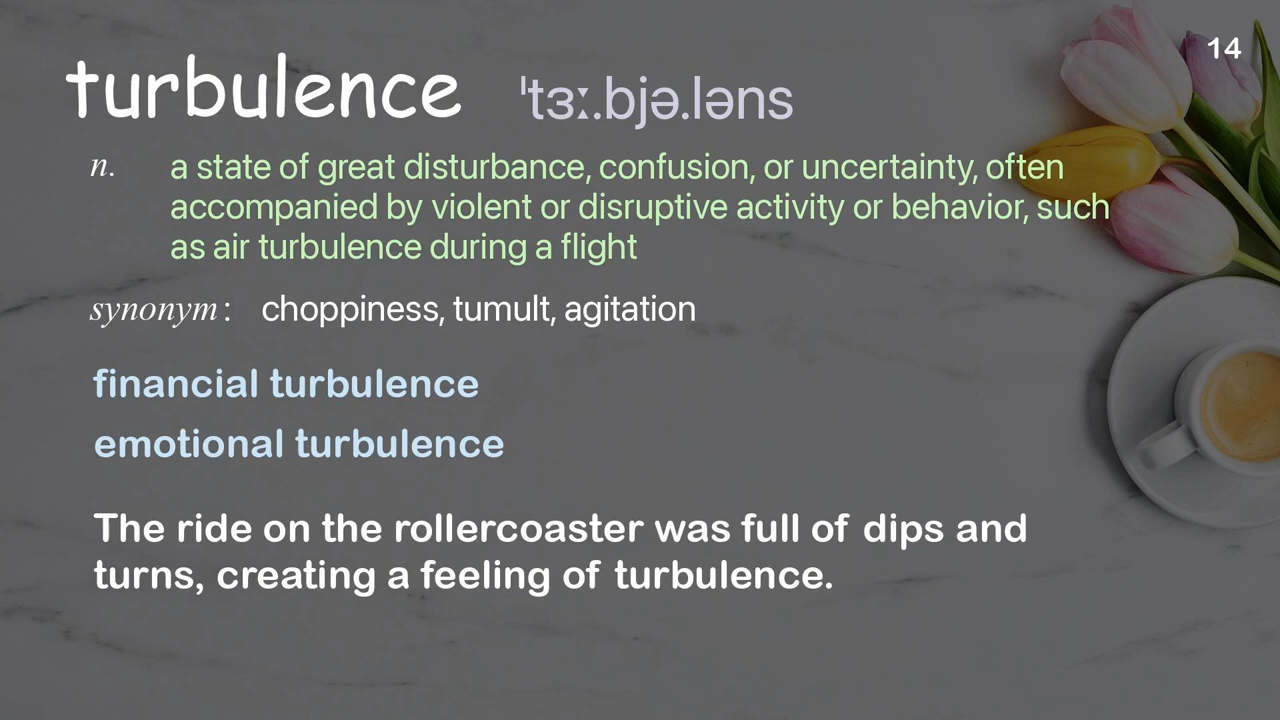 14
turbulence ˈtɜː.bjə.ləns
n. a state of great disturbance, confusion, or uncertainty, often
accompanied by violent or disruptive activity or behavior, such
as air turbulence during a flight
synonym: choppiness, tumult, agitation
financial turbulence
emotional turbulence
The ride on the rollercoaster was full of dips and
turns, creating a feeling of turbulence.